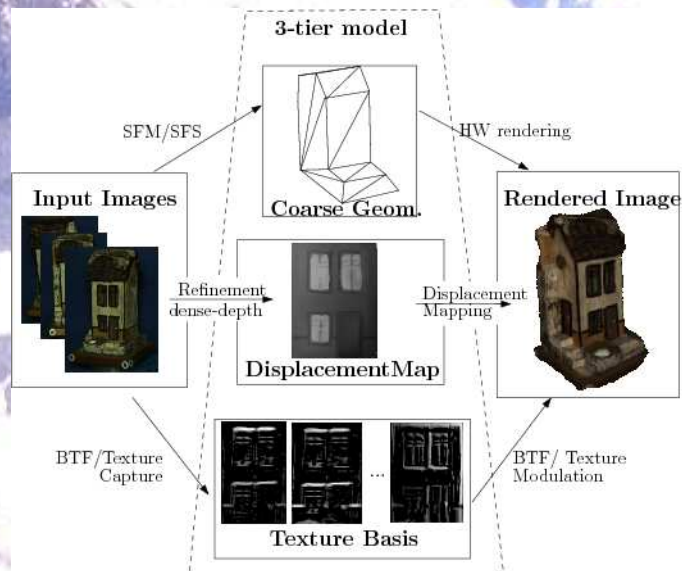 3-tier model
SFM/SFS
HW rendering
Input Images
Coarse Geom.
Rendered Image
Refinement
dense-depth
Displacement
Mapping
DisplacementMap
BTF/Texture
Capture
...
BTF/ Texture
Modulation
Texture Basis